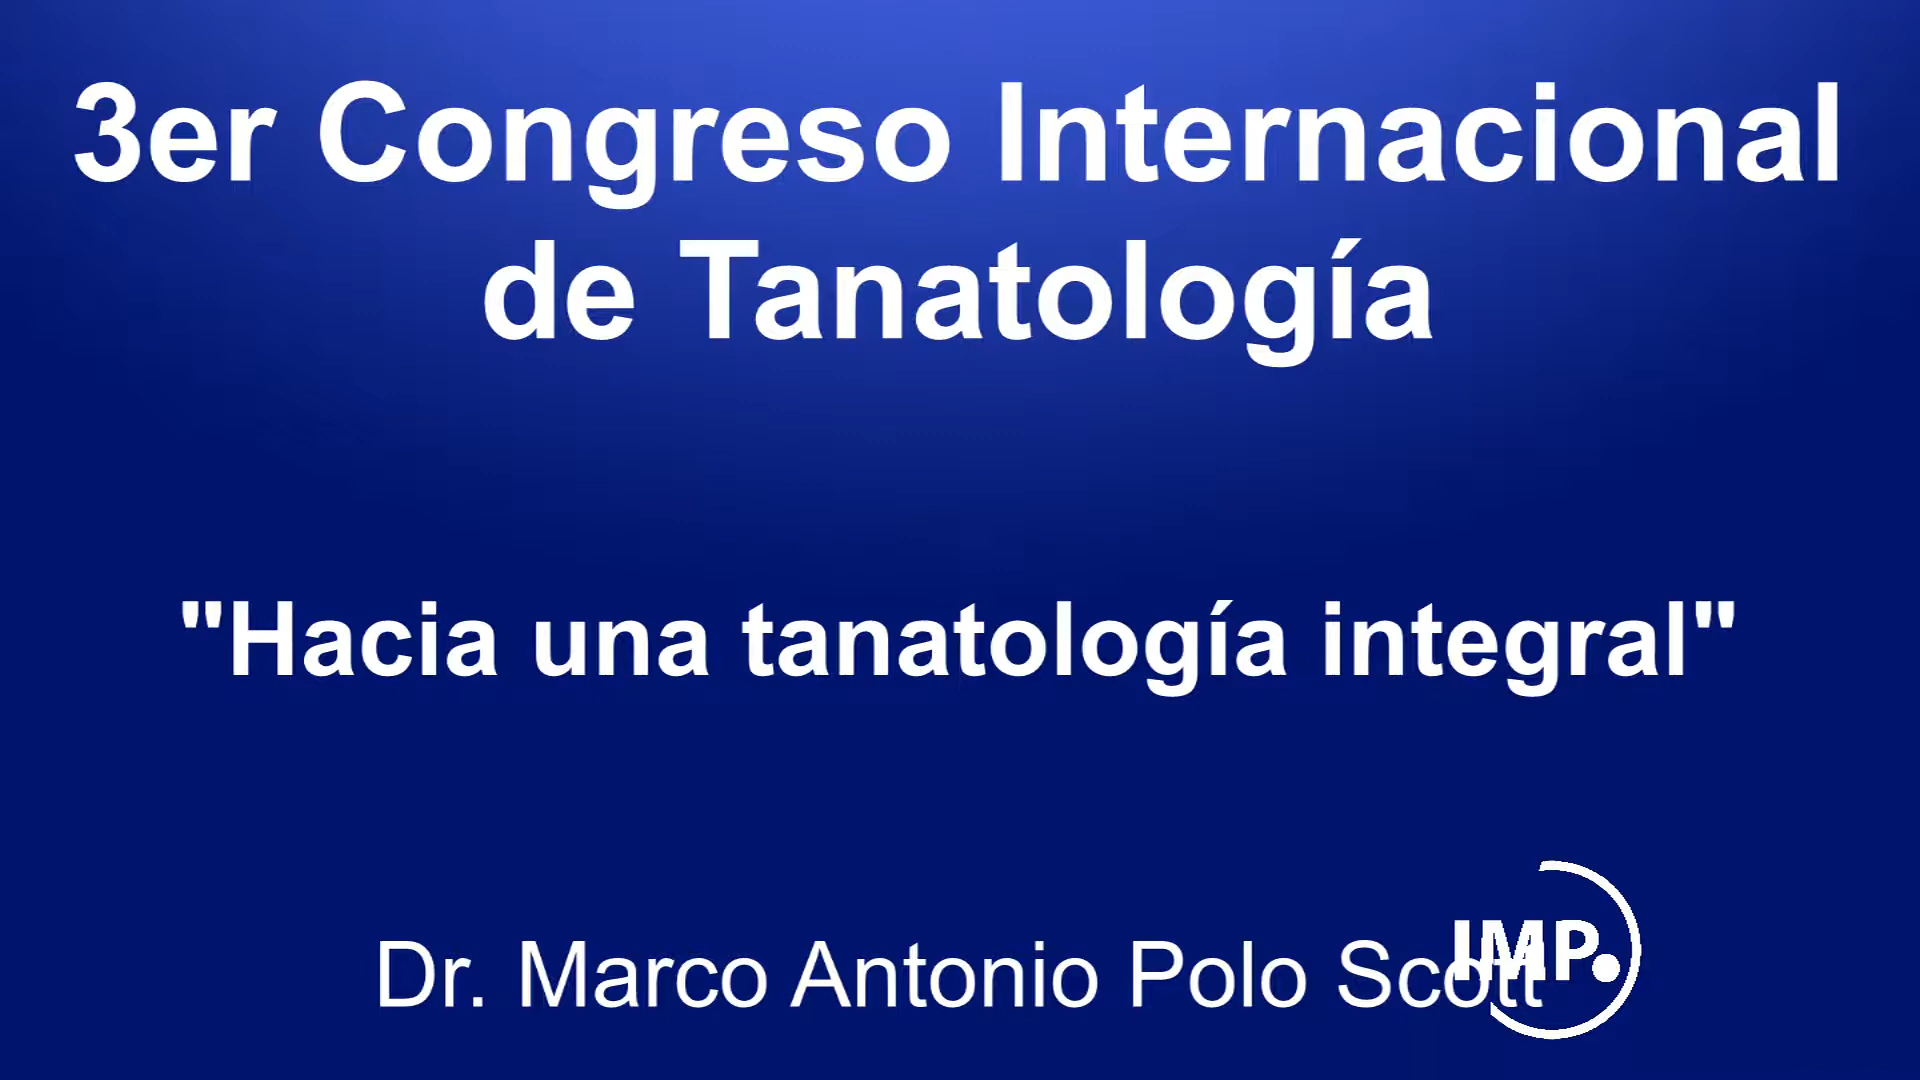 3er Congreso Internacional
de Tanatología
"Hacia una tanatología integral"
Dr. Marco Antonio Polo Scott
IMP.